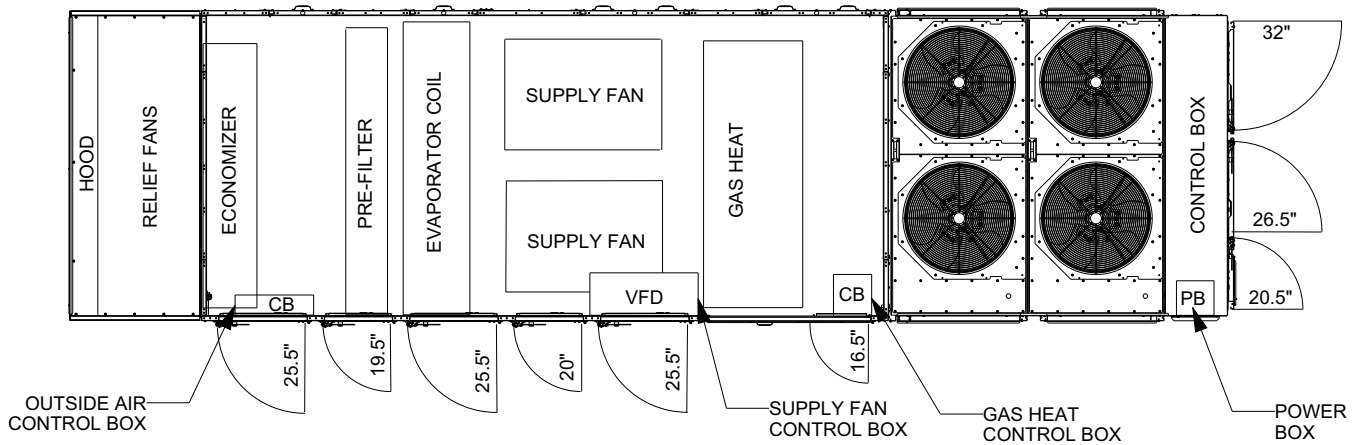 HOOD
RELIEF FANS
ECONOMIZER
PRE-FILTER
EVAPORATOR COIL
SUPPLY FAN
SUPPLY FAN
GAS HEAT
CONTROL BOX
32"
26.5"
20.5"
CB
VFD
CB
PB
25.5"
19.5"
25.5"
20"
25.5"
16.5"
OUTSIDE AIR
CONTROL BOX
SUPPLY FAN
CONTROL BOX
GAS HEAT
CONTROL BOX
POWER
BOX